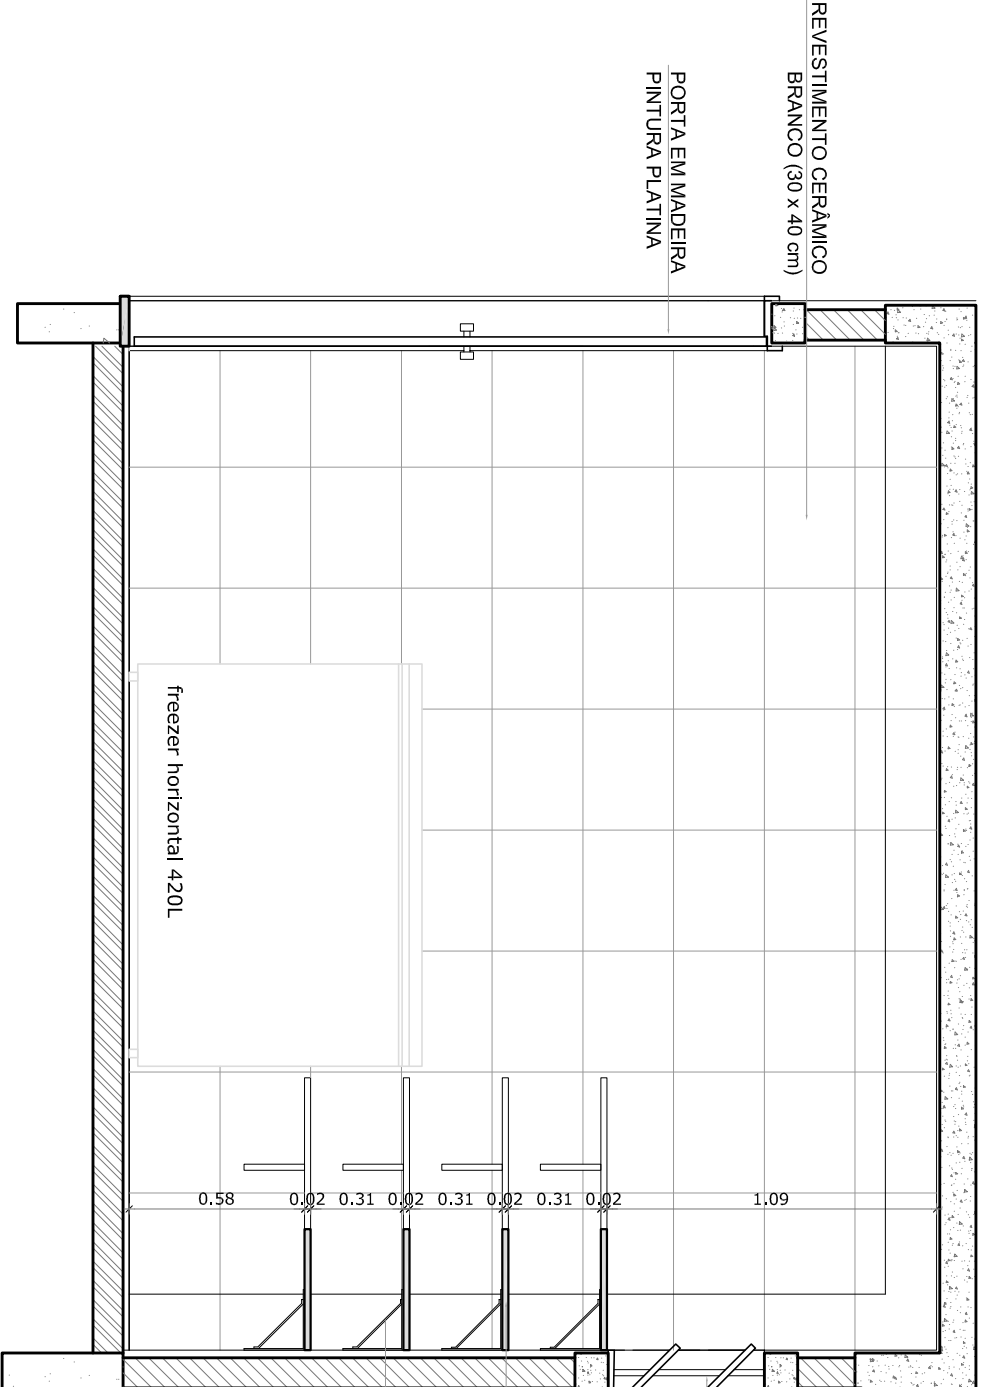 REVESTIMENTO CERÂMICO
BRANCO (30 x 40 cm)
PORTA EM MADEIRA
PINTURA PLATINA
freezer horizontal 420L
0.58 0.02 0.31 0.02 0.31 0.02 0.31 0.02 1.09